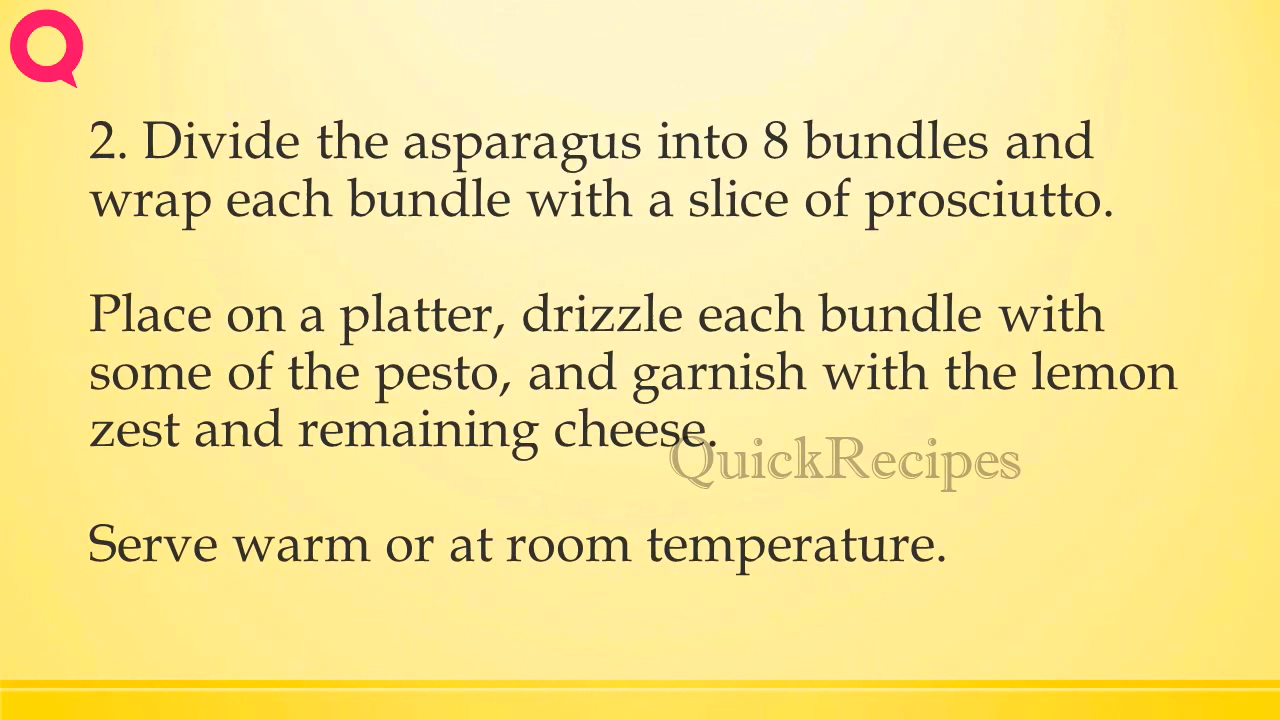 2. Divide the asparagus into 8 bundles and
wrap each bundle with a slice of prosciutto.
Place on a platter, drizzle each bundle with
some of the pesto, and garnish with the lemon
zest and remaining cheese.
QuickRecipes
Serve warm or at room temperature.